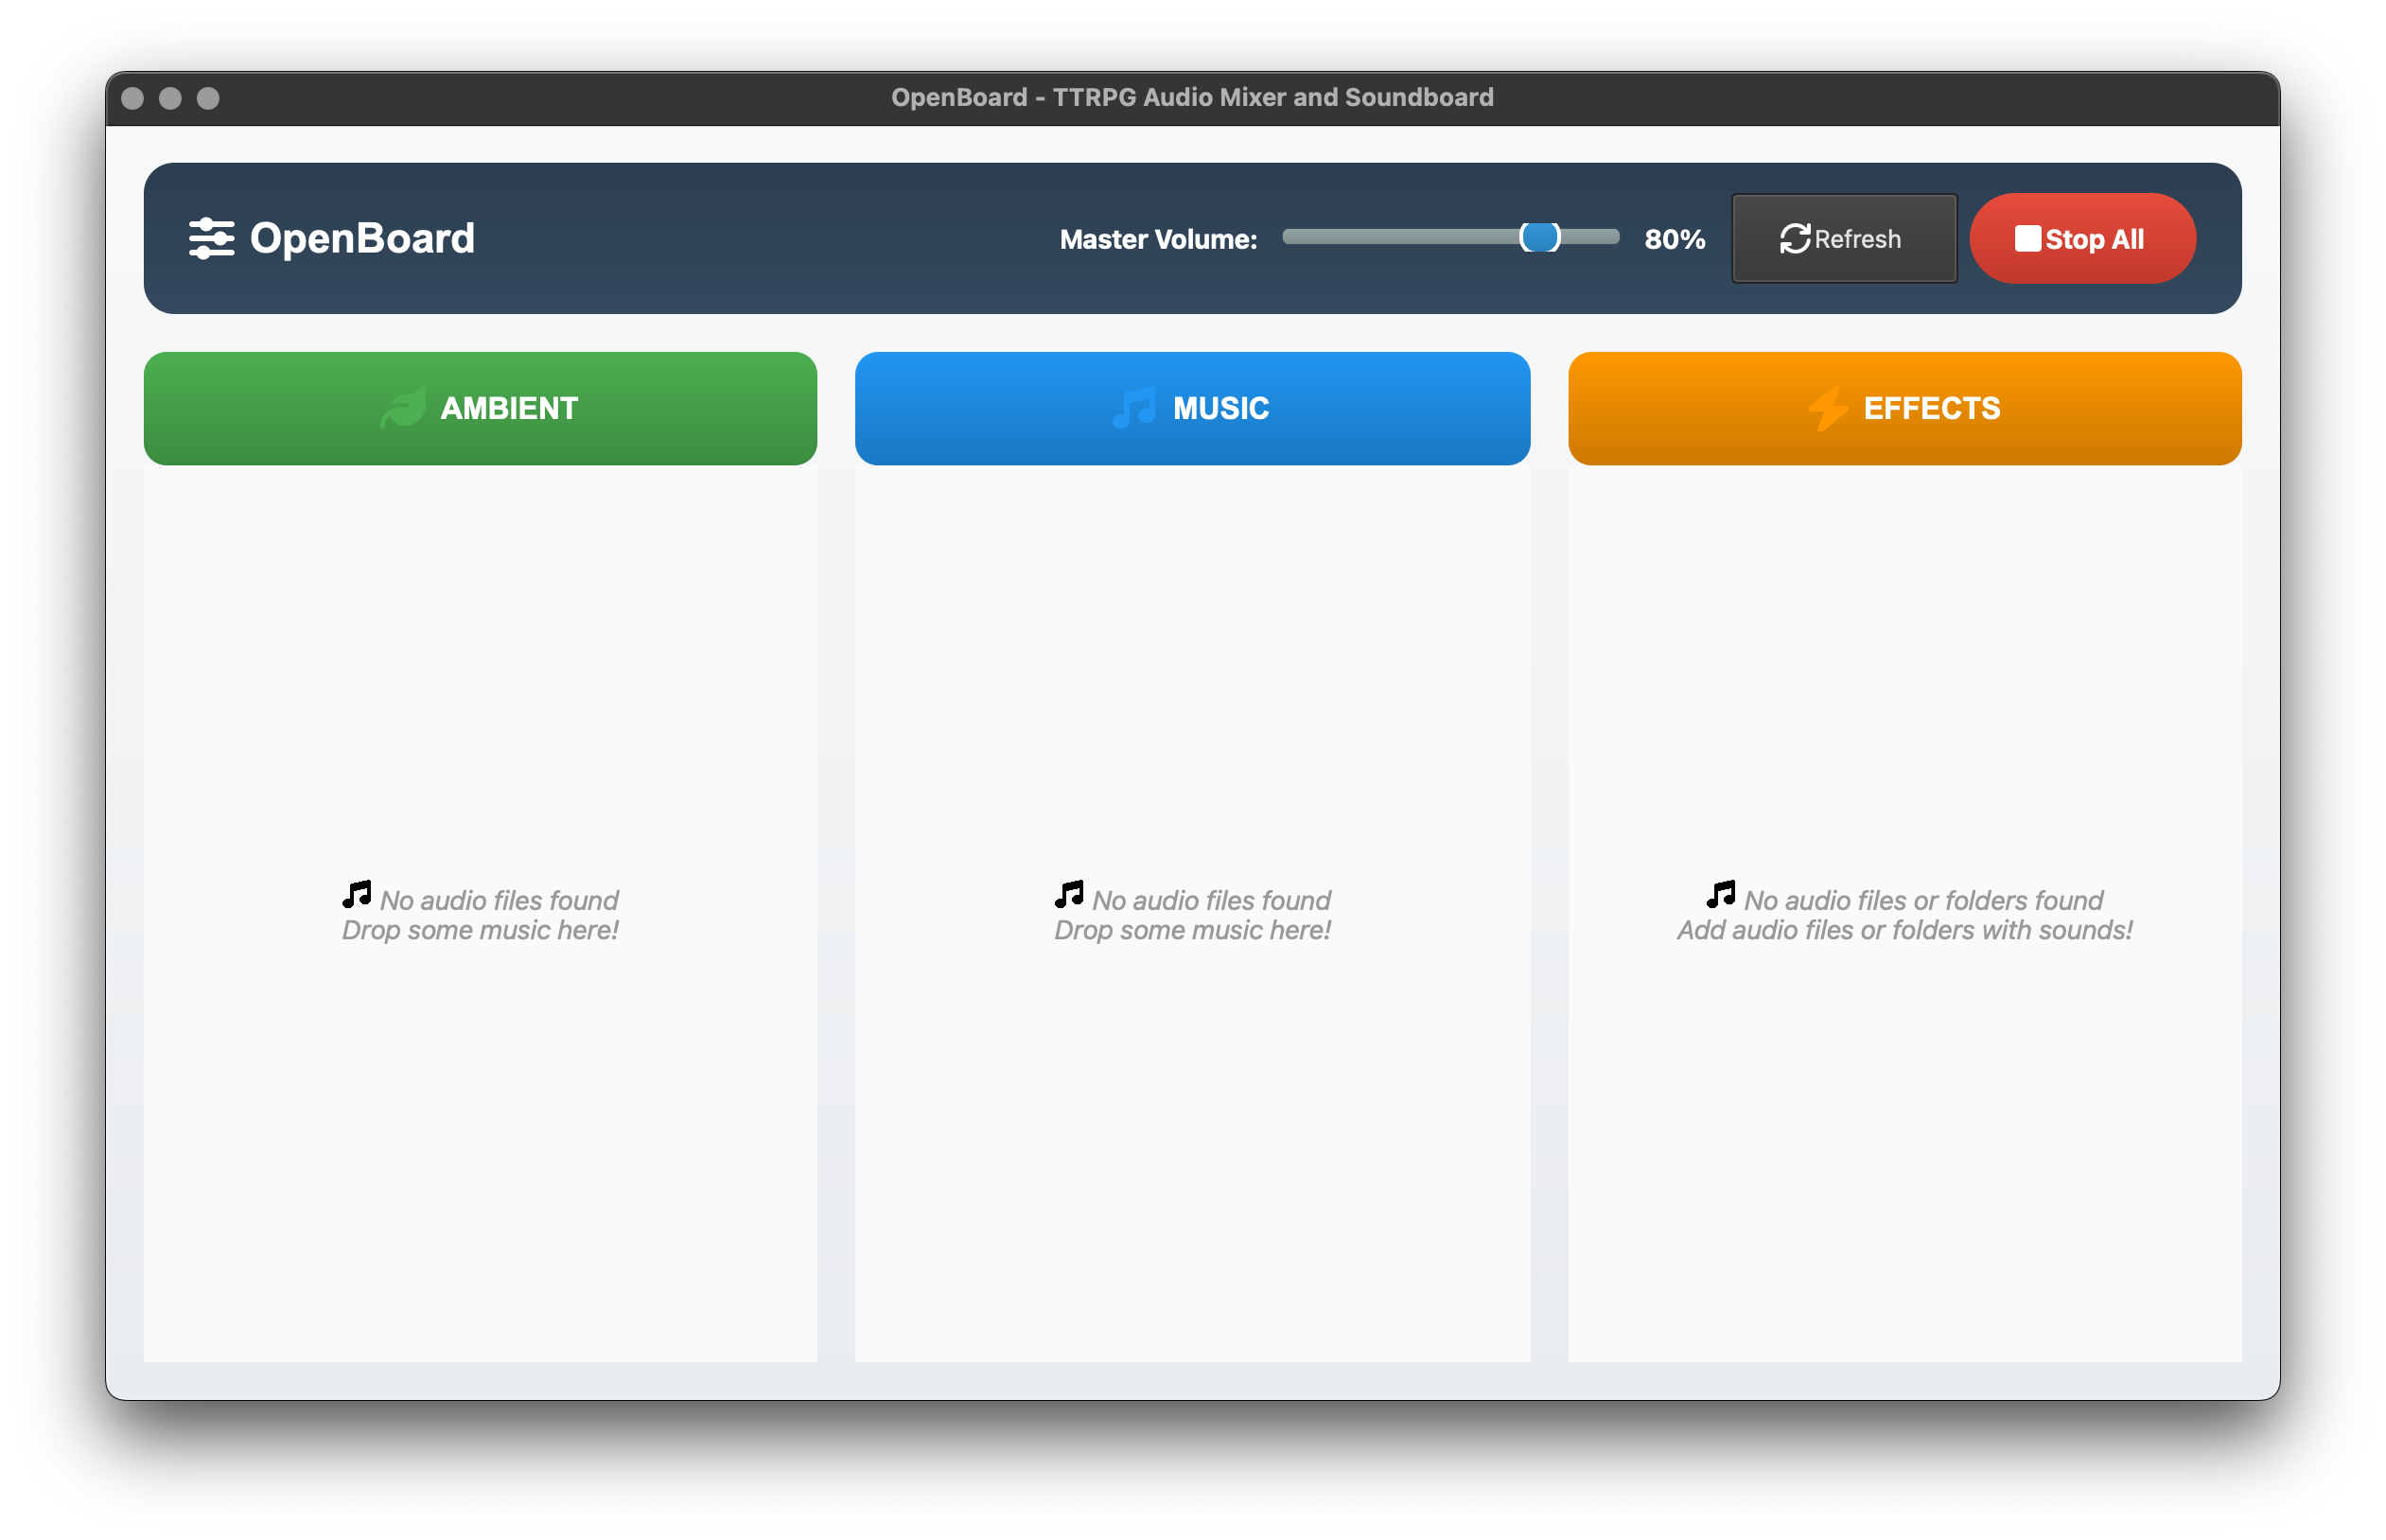 OpenBoard - TTRPG Audio Mixer and Soundboard
OpenBoard
Master Volume:
80%
Refresh
Stop All
AMBIENT
MUSIC
EFFECTS
No audio files found
Drop some music here!
No audio files found
Drop some music here!
No audio files or folders found
Add audio files or folders with sounds!